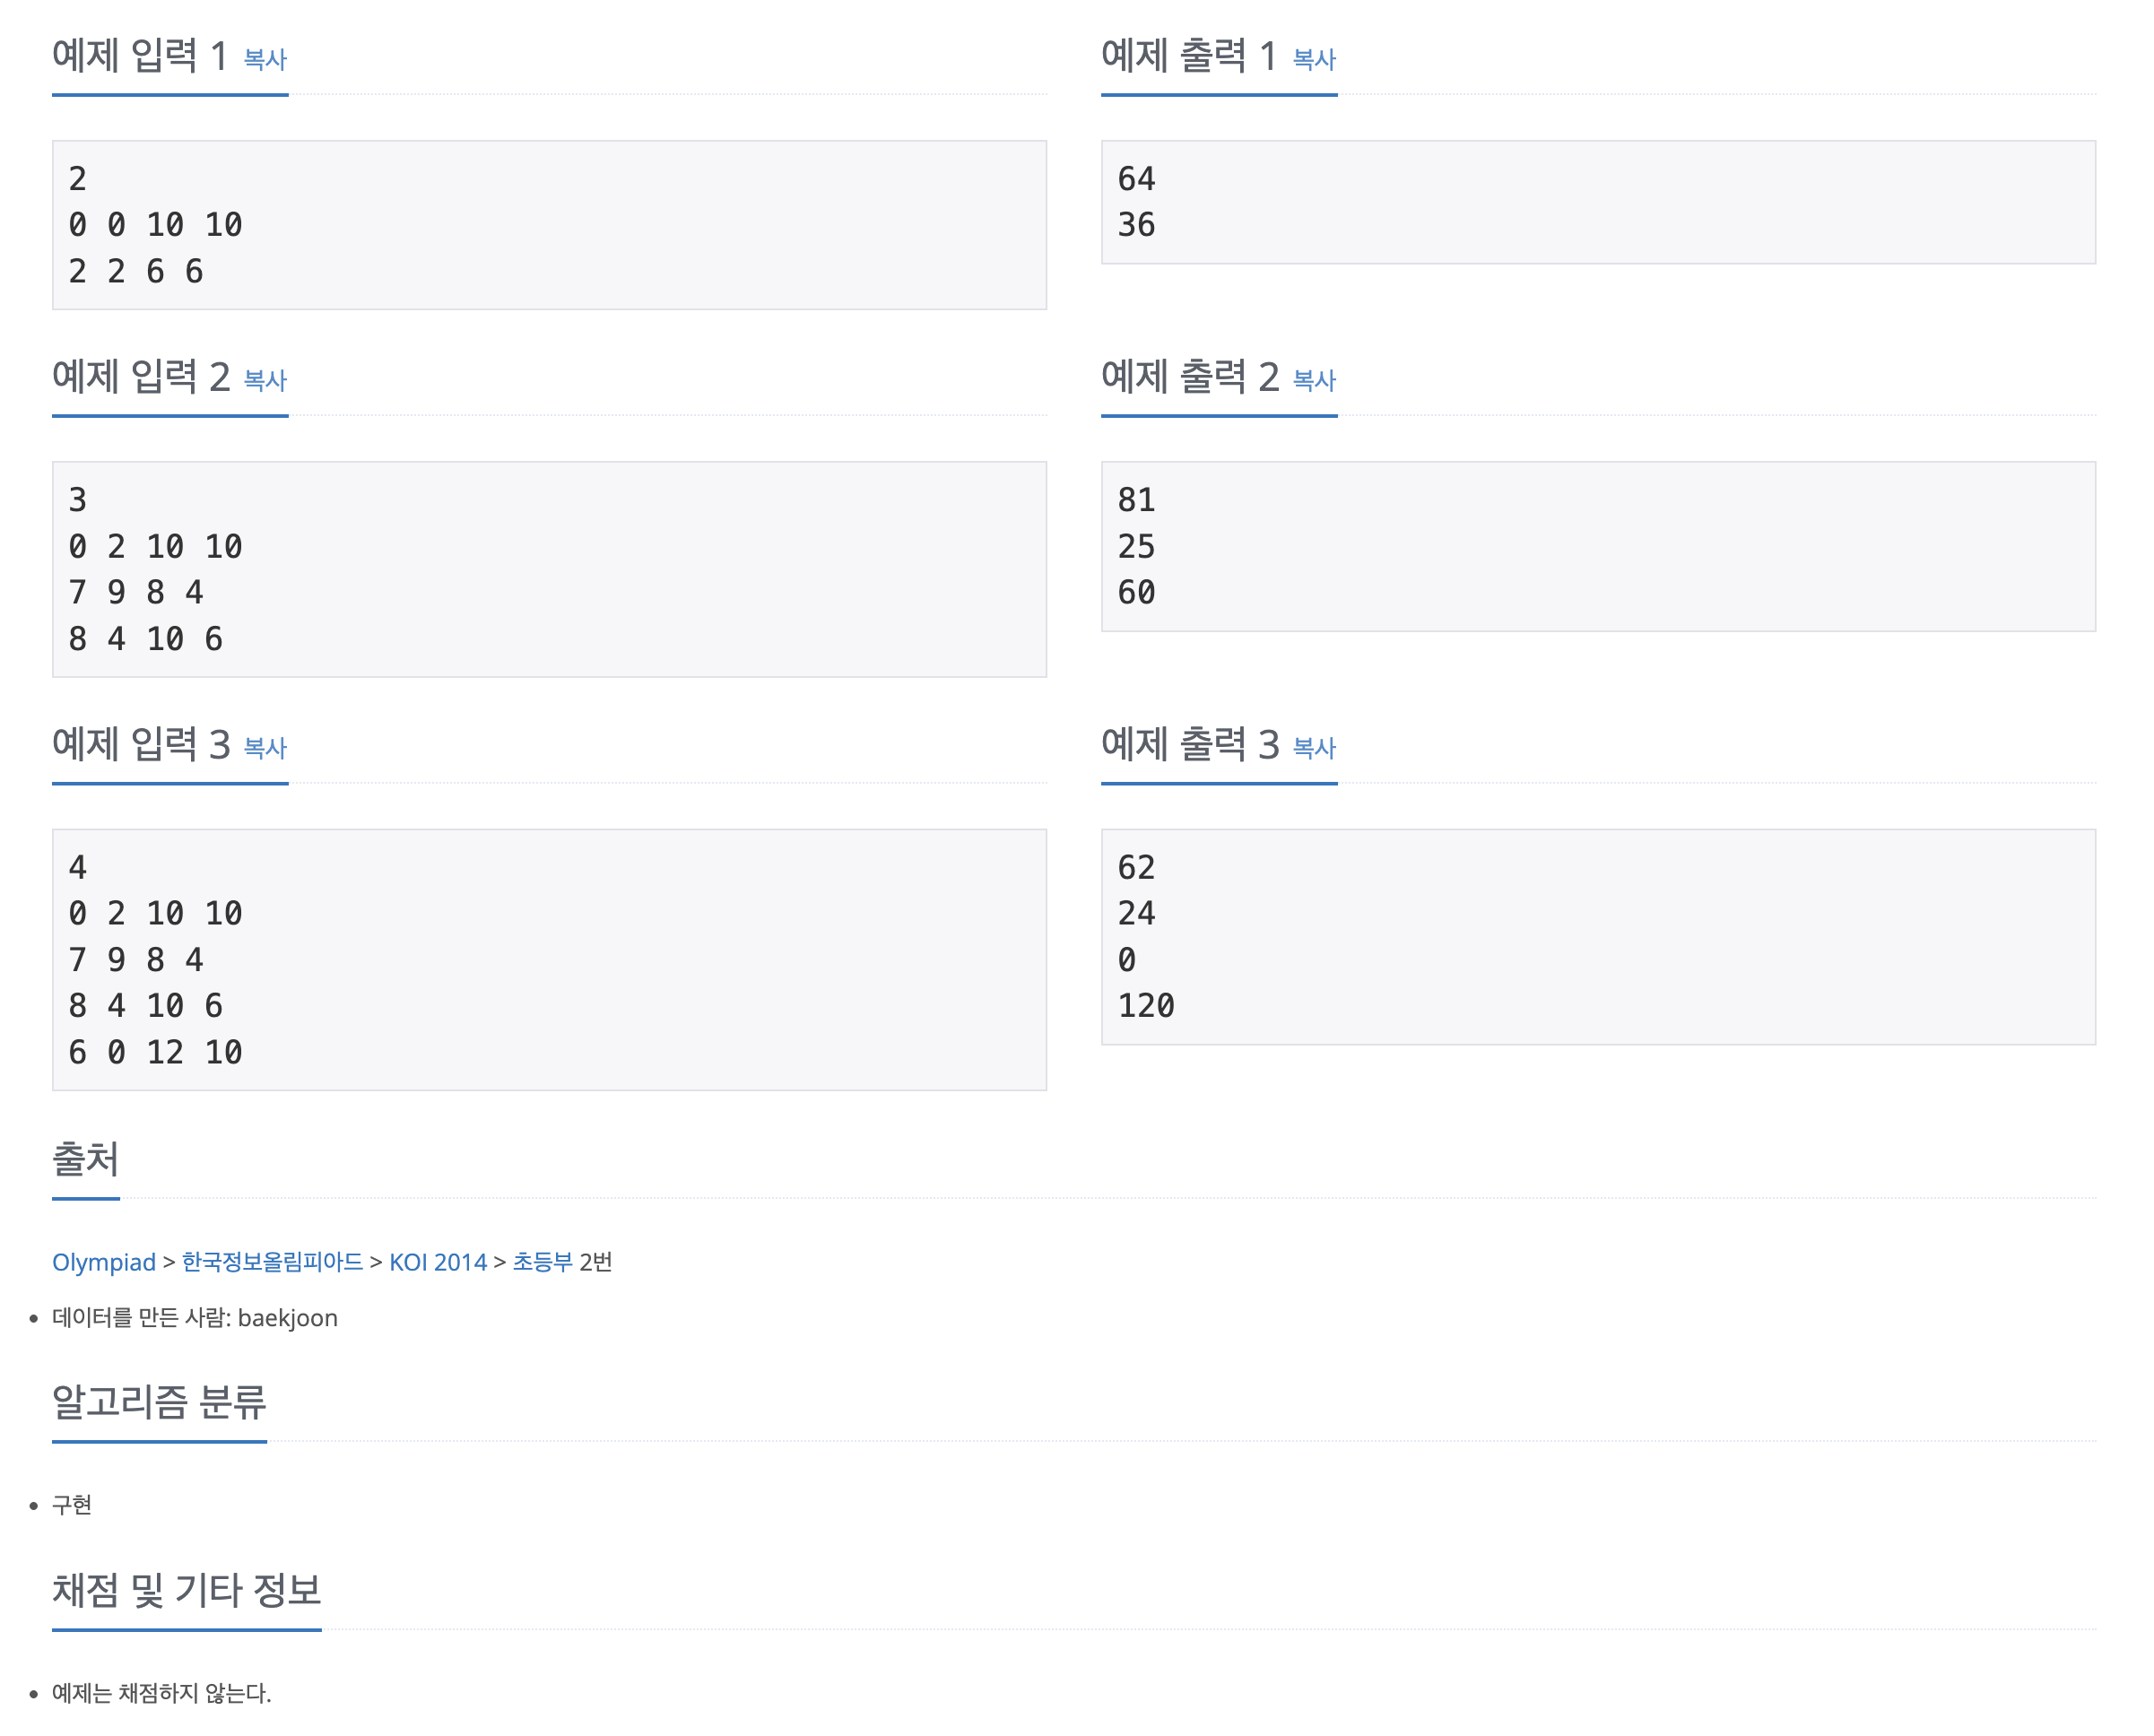 예제 입력 1 복사
2
0 0 10 10
2 2 6 6
예제 출력 1 복사
64
36
예제 입력 2 복사
3
0 2 10 10
7 9 8 4
8 4 10 6
예제 출력 2 복사
81
25
60
예제 입력 3 복사
4
0 2 10 10
7 9 8 4
8 4 10 6
6 0 12 10
예제 출력 3 복사
62
24
0
120
출처
Olympiad > 한국정보올림피아드 > KOI 2014 > 초등부 2번
• 데이터를 만든 사람: baekjoon
알고리즘 분류
• 구현
채점 및 기타 정보
• 예제는 채점하지 않는다.